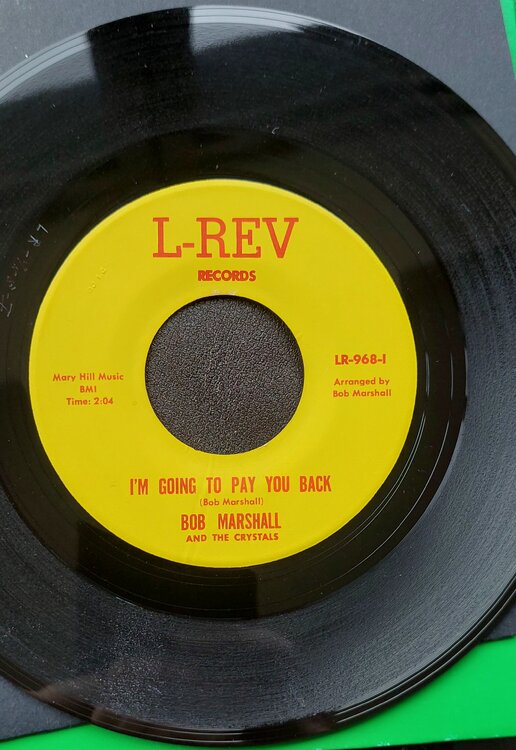 L-REV
RECORDS
Mary Hill Music
BMI
Time: 2:04
LR-968-1
Arranged by
Bob Marshall
I'M GOING TO PAY YOU BACK
(Bob Marshall)
BOB MARSHALL
AND THE CRYSTALS